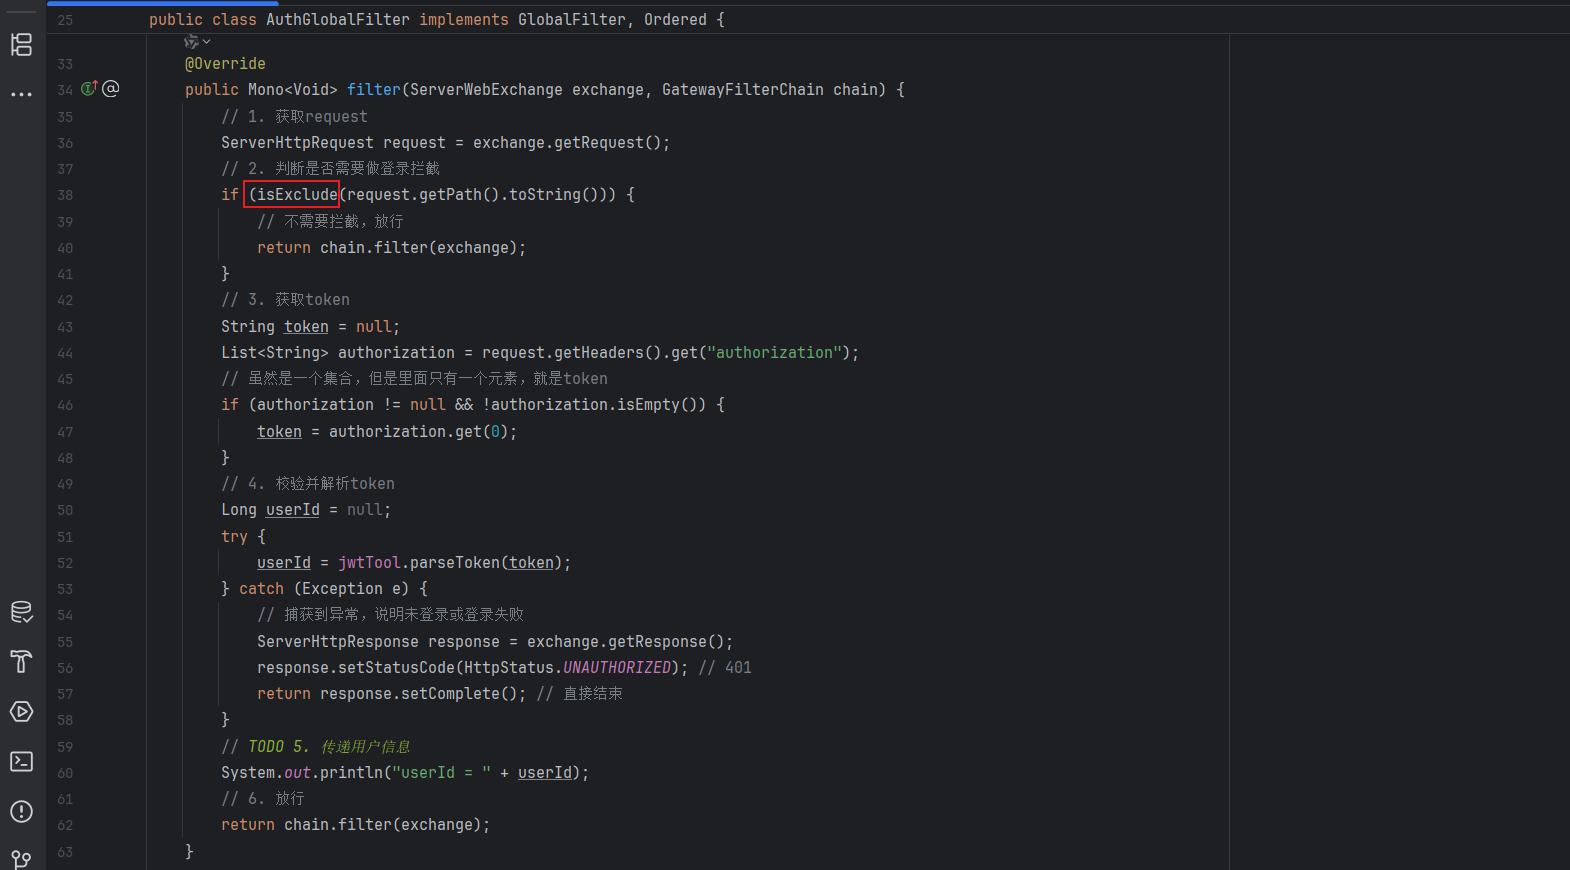 25 public class AuthGlobalFilter implements GlobalFilter, Ordered {
33 @Override
34 public Mono<Void> filter(ServerWebExchange exchange, GatewayFilterChain chain) {
35 // 1. 获取request
36 ServerHttpRequest request = exchange.getRequest();
37 // 2. 判断是否需要做登录拦截
38 if (isExclude(request.getPath().toString())) {
39 // 不需要拦截，放行
40 return chain.filter(exchange);
41 }
42 // 3. 获取token
43 String token = null;
44 List<String> authorization = request.getHeaders().get("authorization");
45 // 虽然是一个集合，但是里面只有一个元素，就是token
46 if (authorization != null && !authorization.isEmpty()) {
47 token = authorization.get(0);
48 }
49 // 4. 校验并解析token
50 Long userId = null;
51 try {
52 userId = jwtTool.parseToken(token);
53 } catch (Exception e) {
54 // 捕获到异常，说明未登录或登录失败
55 ServerHttpResponse response = exchange.getResponse();
56 response.setStatusCode(HttpStatus.UNAUTHORIZED); // 401
57 return response.setComplete(); // 直接结束
58 }
59 // TODO 5. 传递用户信息
60 System.out.println("userId = " + userId);
61 // 6. 放行
62 return chain.filter(exchange);
63 }